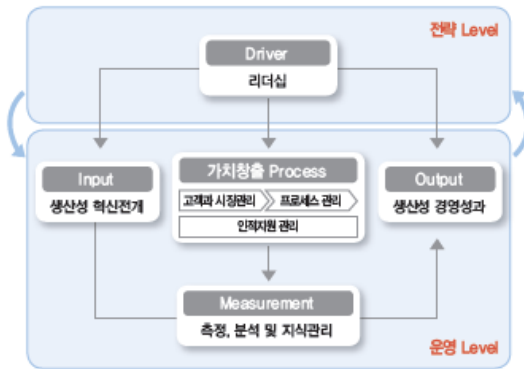 전략 Level
Driver
리더십
Input
생산성 혁신전개
가치창출 Process
고객과 시장관리
프로세스 관리
인적자원 관리
Output
생산성 경영성과
Measurement
측정, 분석 및 지식관리
운영 Level